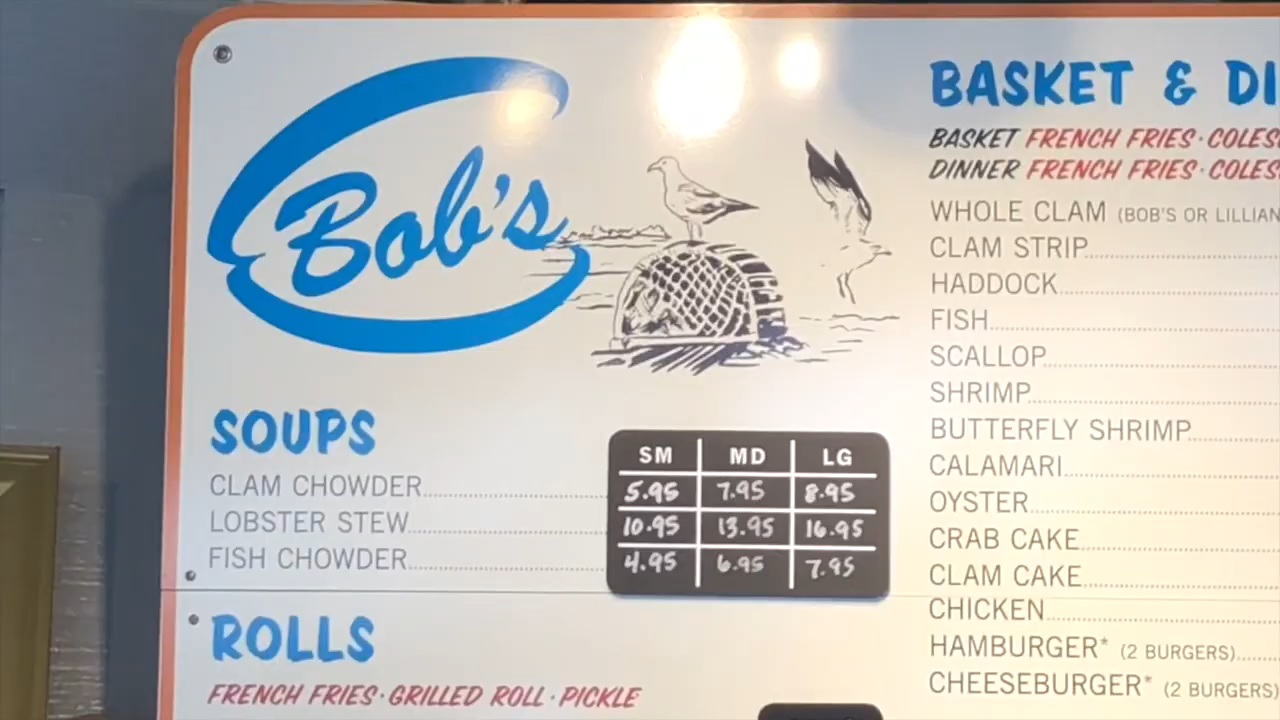 Bob's
SOUPS
SM MD LG
CLAM CHOWDER 5.95 7.95 8.95
LOBSTER STEW 10.95 13.95 16.95
FISH CHOWDER 4.95 6.95 7.95
ROLLS
FRENCH FRIES · GRILLED ROLL · PICKLE
BASKET & DI
BASKET FRENCH FRIES · COLES
DINNER FRENCH FRIES · COLES
WHOLE CLAM (BOB'S OR LILLIAN
CLAM STRIP
HADDOCK
FISH
SCALLOP
SHRIMP
BUTTERFLY SHRIMP
CALAMARI
OYSTER
CRAB CAKE
CLAM CAKE
CHICKEN
HAMBURGER* (2 BURGERS)
CHEESEBURGER* (2 BURGERS)